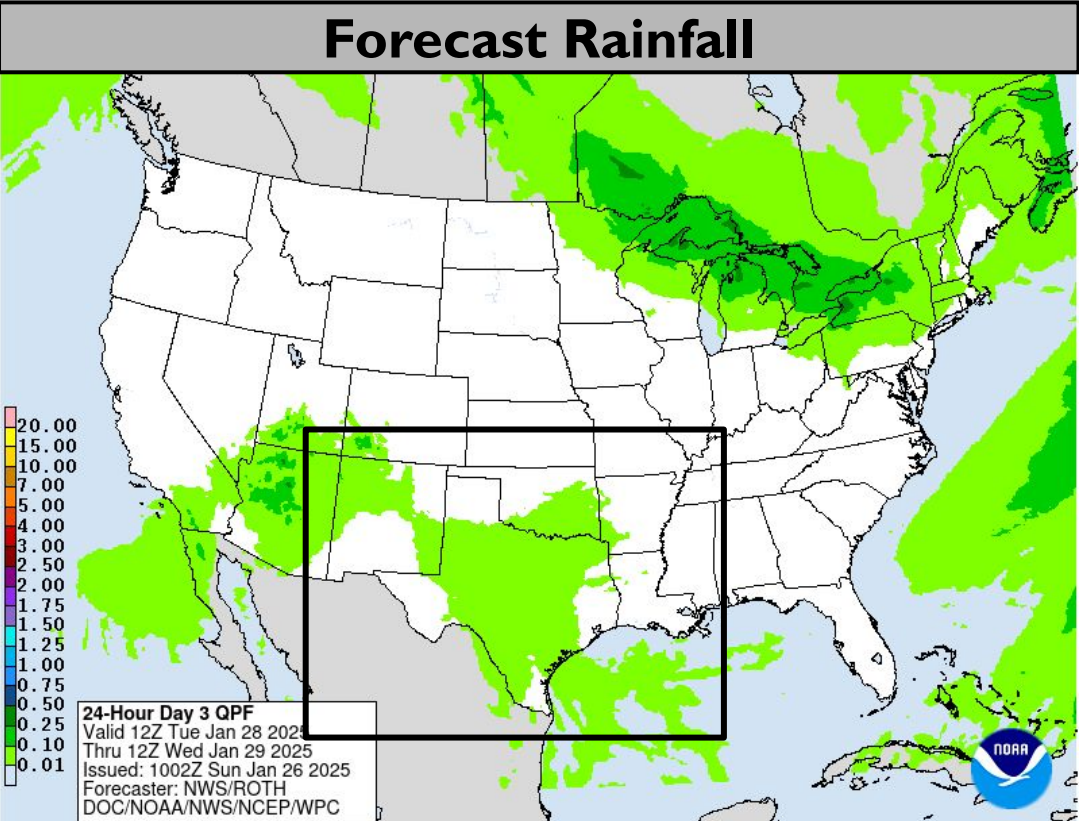 Forecast Rainfall
20.00
15.00
10.00
7.00
5.00
4.00
3.00
2.50
2.00
1.75
1.50
1.25
1.00
0.75
0.50
0.25
0.10
0.01
24-Hour Day 3 QPF
Valid 12Z Tue Jan 28 2025
Thru 12Z Wed Jan 29 2025
Issued: 1002Z Sun Jan 26 2025
Forecaster: NWS/ROTH
DOC/NOAA/NWS/NCEP/WPC
NOAA